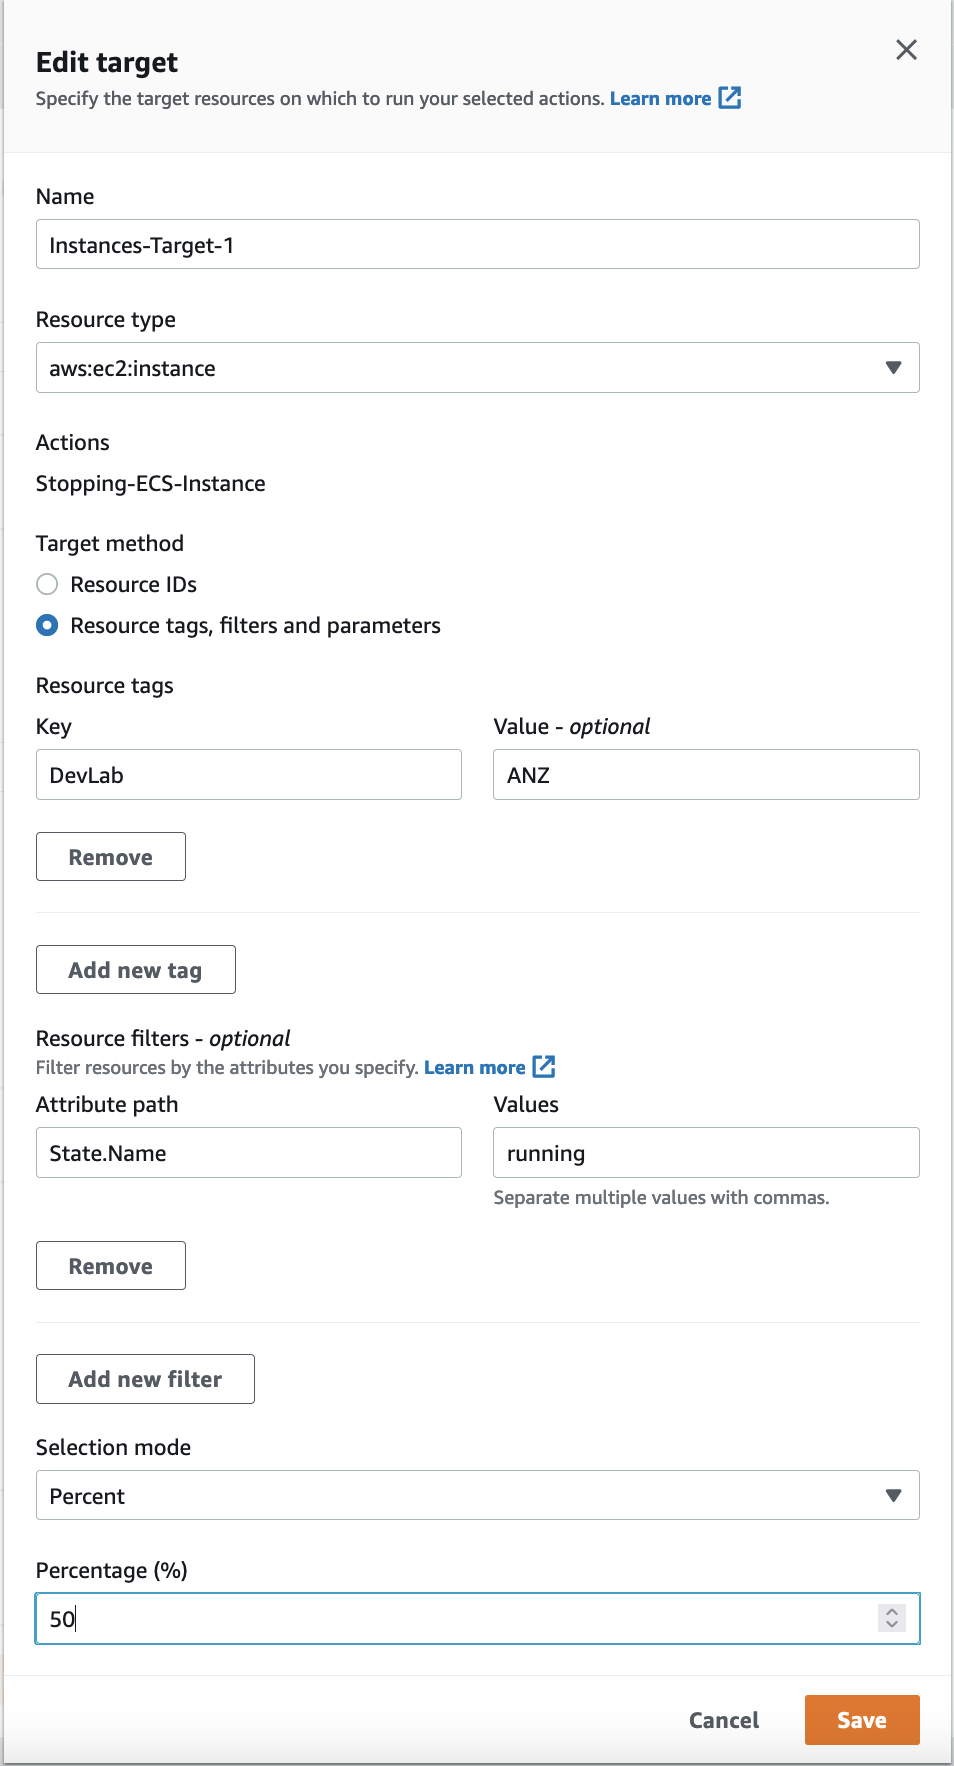 Edit target
Specify the target resources on which to run your selected actions. Learn more
Name
Instances-Target-1
Resource type
aws:ec2:instance
Actions
Stopping-ECS-Instance
Target method
Resource IDs
Resource tags, filters and parameters
Resource tags
Key
Value - optional
DevLab
ANZ
Remove
Add new tag
Resource filters - optional
Filter resources by the attributes you specify. Learn more
Attribute path
Values
State.Name
running
Separate multiple values with commas.
Remove
Add new filter
Selection mode
Percent
Percentage (%)
50
Cancel
Save